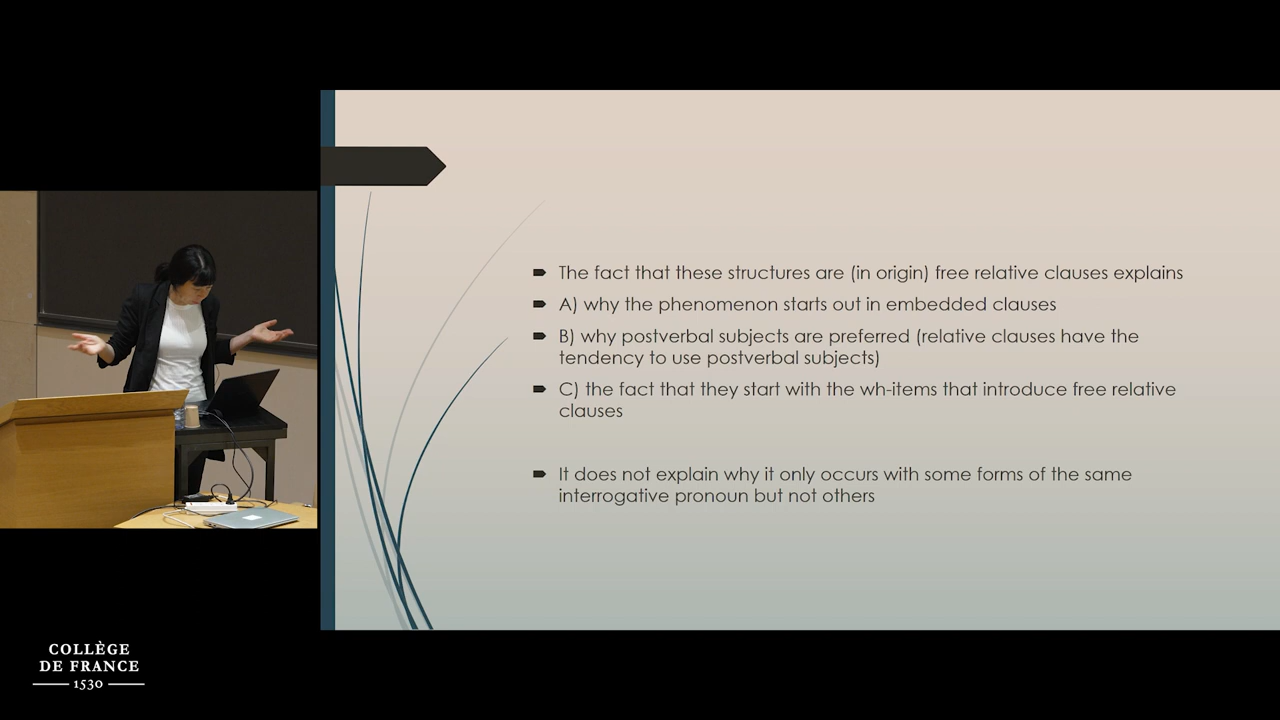 The fact that these structures are (in origin) free relative clauses explains
A) why the phenomenon starts out in embedded clauses
B) why postverbal subjects are preferred (relative clauses have the
tendency to use postverbal subjects)
C) the fact that they start with the wh-items that introduce free relative
clauses
It does not explain why it only occurs with some forms of the same
interrogative pronoun but not others
COLLÈGE
DE FRANCE
1530